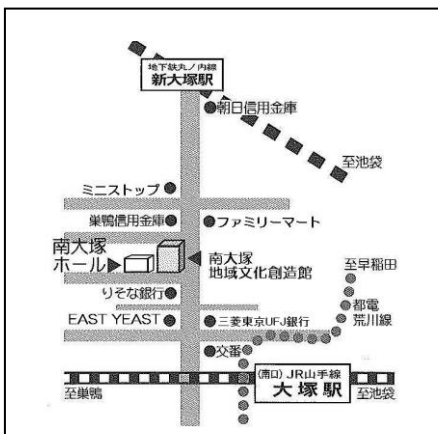 地下鉄丸ノ内線
新大塚駅
朝日信用金庫
至池袋
ミニストップ
巣鴨信用金庫
ファミリーマート
南大塚
ホール
南大塚
地域文化創造館
至早稲田
りそな銀行
都電
荒川線
EAST YEAST
三菱東京UFJ銀行
交番
(南口) JR山手線
大塚駅
至巣鴨
至池袋